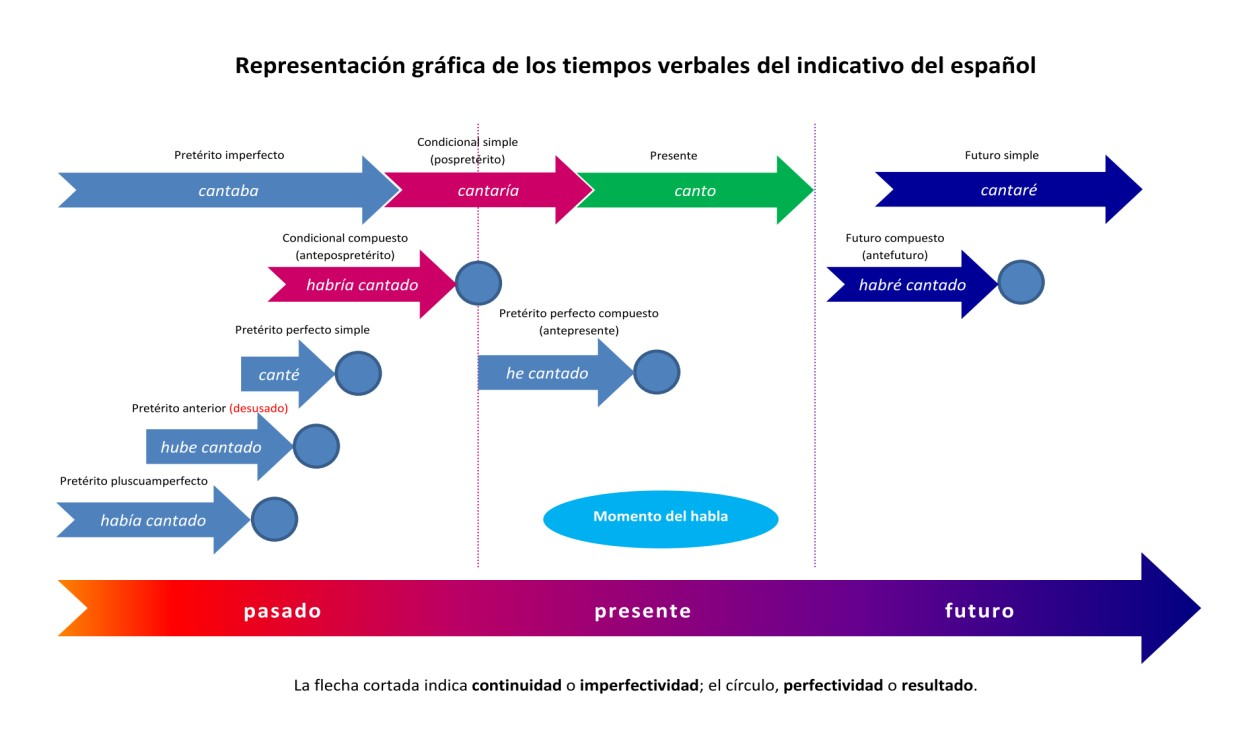 Representación gráfica de los tiempos verbales del indicativo del español
Condicional simple
(pospretérito)
Pretérito imperfecto
Presente
Futuro simple
cantaba
cantaría
canto
cantaré
Condicional compuesto
(antepospretérito)
Futuro compuesto
(antefuturo)
habría cantado
habré cantado
Pretérito perfecto compuesto
(antepresente)
Pretérito perfecto simple
canté
he cantado
Pretérito anterior (desusado)
hube cantado
Pretérito pluscuamperfecto
había cantado
Momento del habla
pasado
presente
futuro
La flecha cortada indica continuidad o imperfectividad; el círculo, perfectividad o resultado.